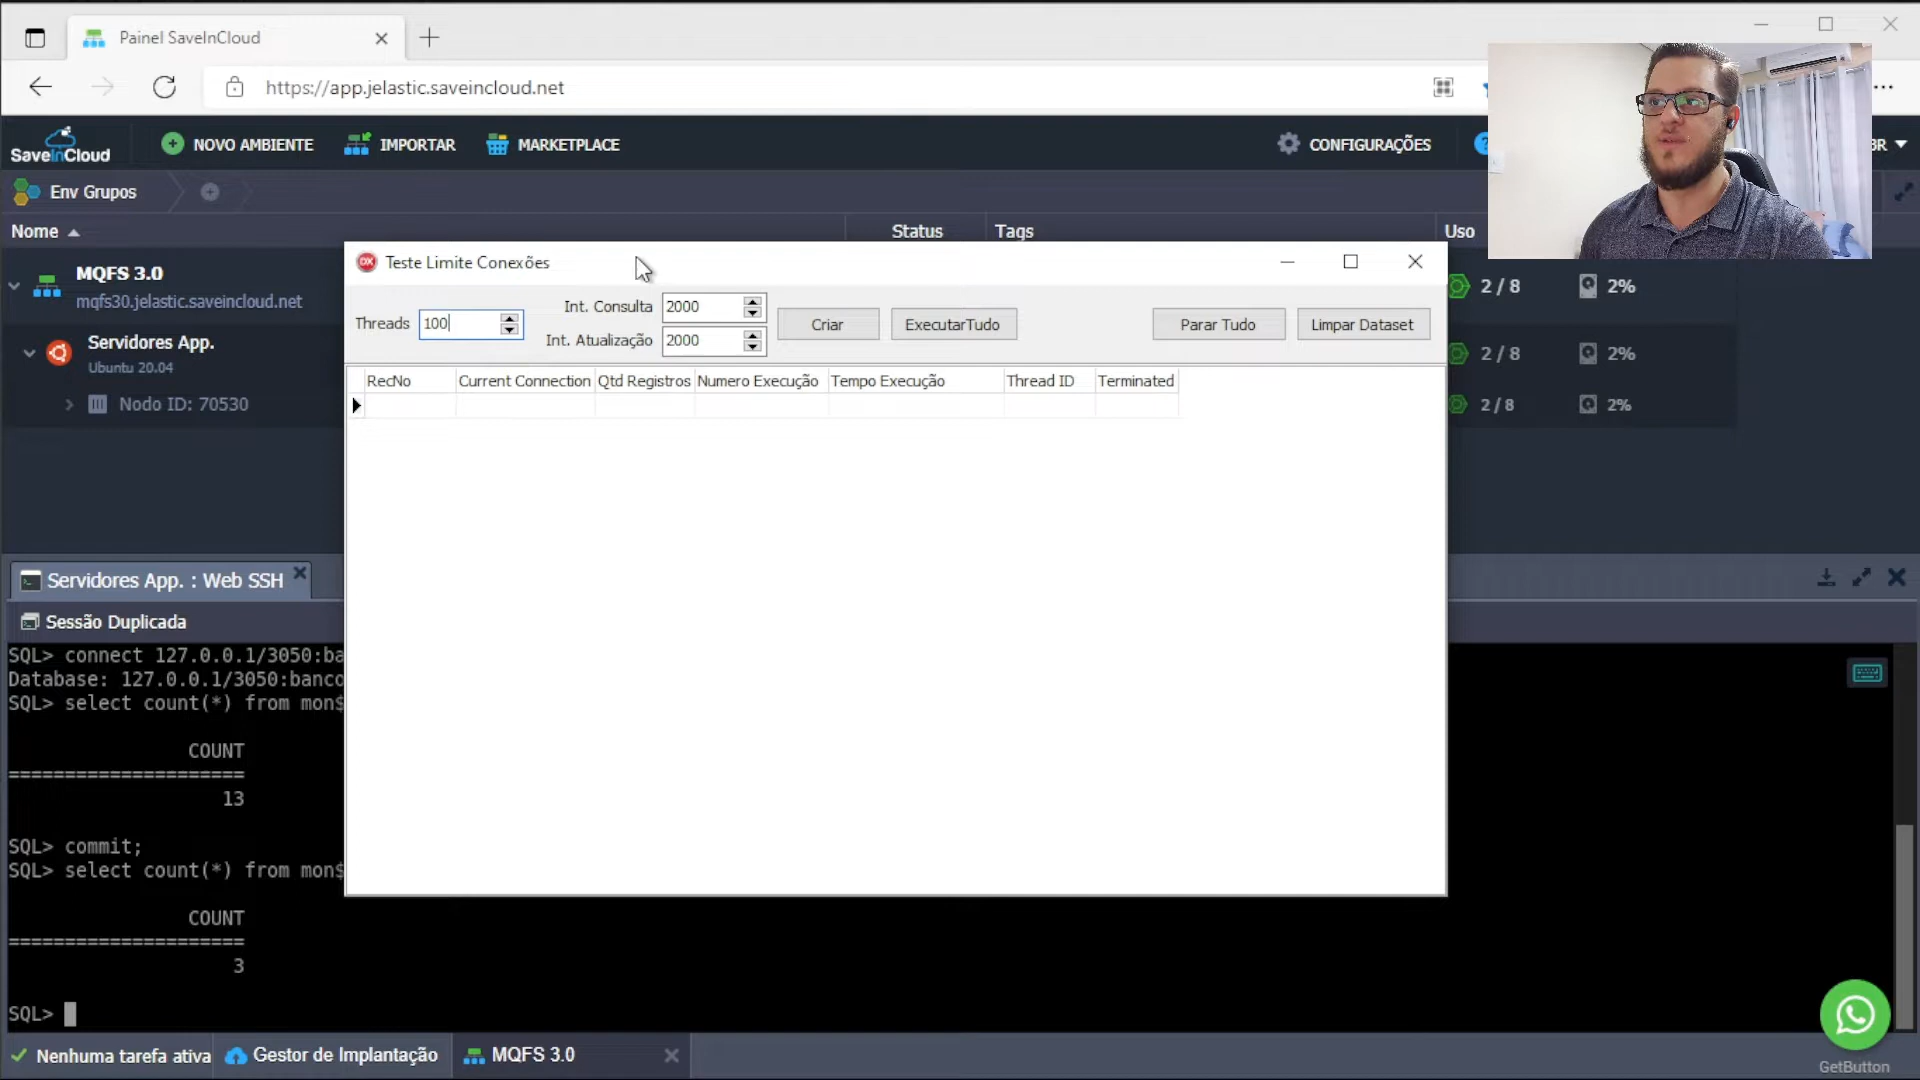 Painel SaveInCloud
https://app.jelastic.saveincloud.net
SaveInCloud
NOVO AMBIENTE
IMPORTAR
MARKETPLACE
CONFIGURAÇÕES
BR
Env Grupos
Nome
Status
Tags
Uso
MQFS 3.0
mqfs30.jelastic.saveincloud.net
2 / 8
2%
Servidores App.
Ubuntu 20.04
2 / 8
2%
Nodo ID: 70530
2 / 8
2%
Teste Limite Conexões
Threads
100
Int. Consulta
2000
Int. Atualização
2000
Criar
ExecutarTudo
Parar Tudo
Limpar Dataset
RecNo
Current Connection
Qtd Registros
Numero Execução
Tempo Execução
Thread ID
Terminated
Servidores App. : Web SSH
Sessão Duplicada
SQL> connect 127.0.0.1/3050:ba
Database: 127.0.0.1/3050:banco
SQL> select count(*) from mon$
COUNT
=====================
13
SQL> commit;
SQL> select count(*) from mon$
COUNT
=====================
3
SQL>
Nenhuma tarefa ativa
Gestor de Implantação
MQFS 3.0
GetButton